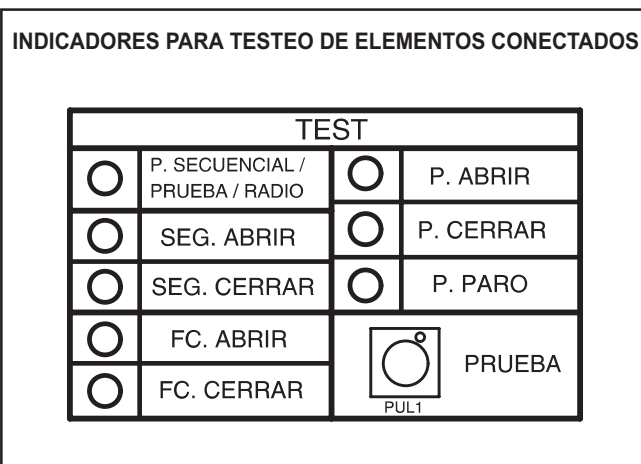 INDICADORES PARA TESTEO DE ELEMENTOS CONECTADOS
TEST
P. SECUENCIAL /
PRUEBA / RADIO
SEG. ABRIR
SEG. CERRAR
FC. ABRIR
FC. CERRAR
P. ABRIR
P. CERRAR
P. PARO
PRUEBA
PUL1